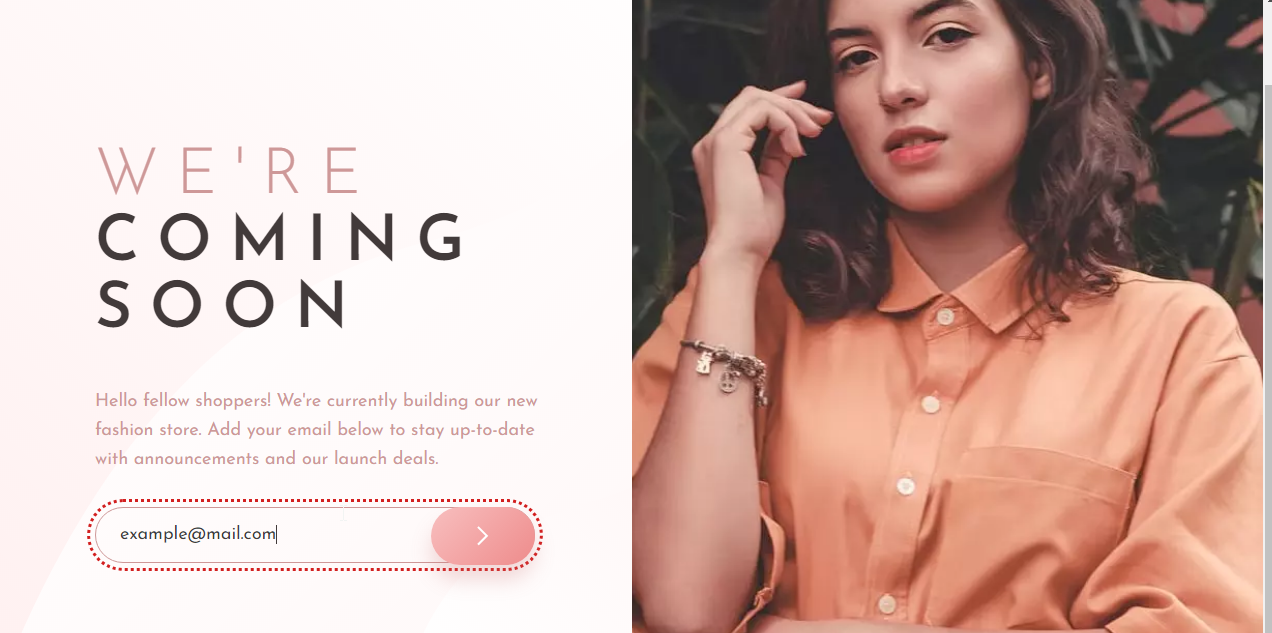 WE'RE
COMING
SOON
Hello fellow shoppers! We're currently building our new
fashion store. Add your email below to stay up-to-date
with announcements and our launch deals.
example@mail.com